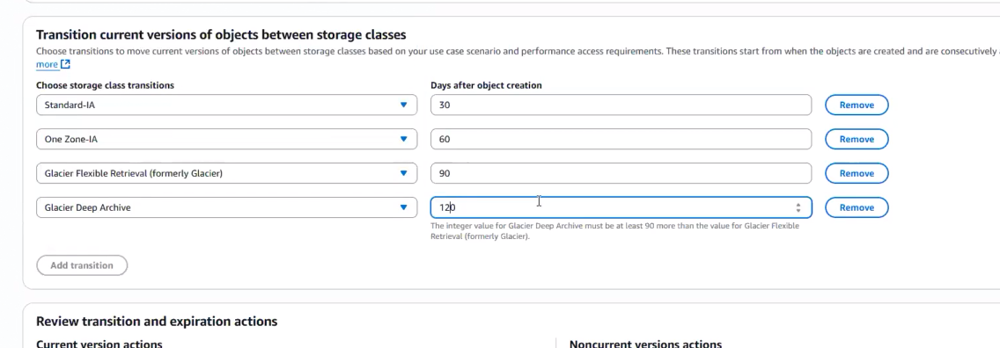 Transition current versions of objects between storage classes
Choose transitions to move current versions of objects between storage classes based on your use case scenario and performance access requirements. These transitions start from when the objects are created and are consecutively
more
Choose storage class transitions
Days after object creation
Standard-IA
30
Remove
One Zone-IA
60
Remove
Glacier Flexible Retrieval (formerly Glacier)
90
Remove
Glacier Deep Archive
120
Remove
The integer value for Glacier Deep Archive must be at least 90 more than the value for Glacier Flexible
Retrieval (formerly Glacier).
Add transition
Review transition and expiration actions
Current version actions
Noncurrent versions actions